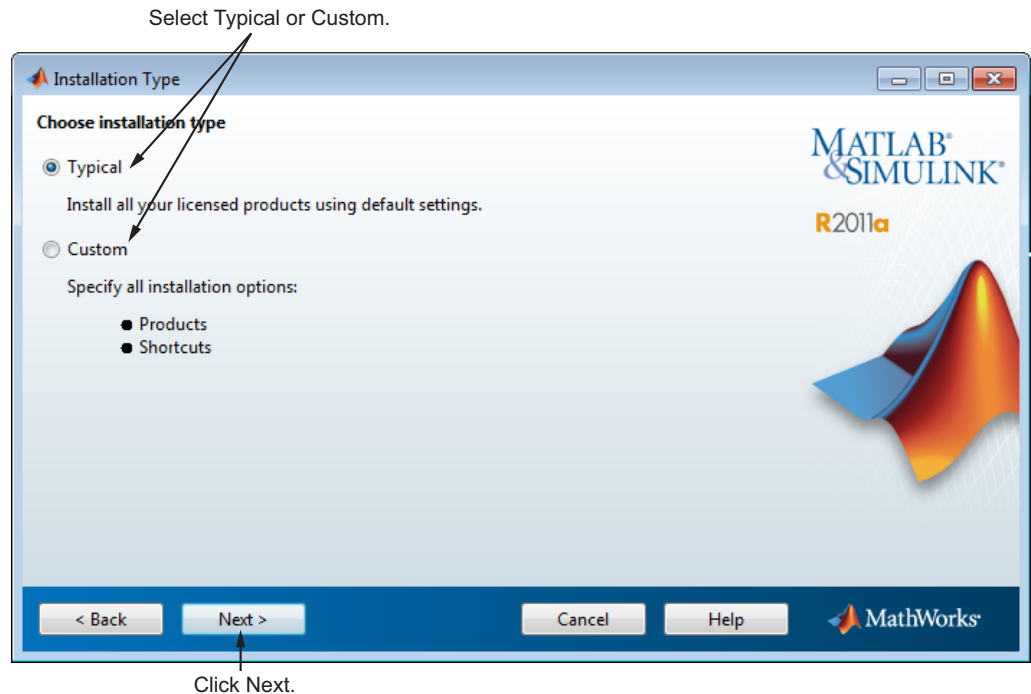 Select Typical or Custom.
Installation Type
Choose installation type
Typical
Install all your licensed products using default settings.
Custom
Specify all installation options:
Products
Shortcuts
MATLAB®
&SIMULINK®
R2011a
< Back
Next >
Cancel
Help
MathWorks®
Click Next.